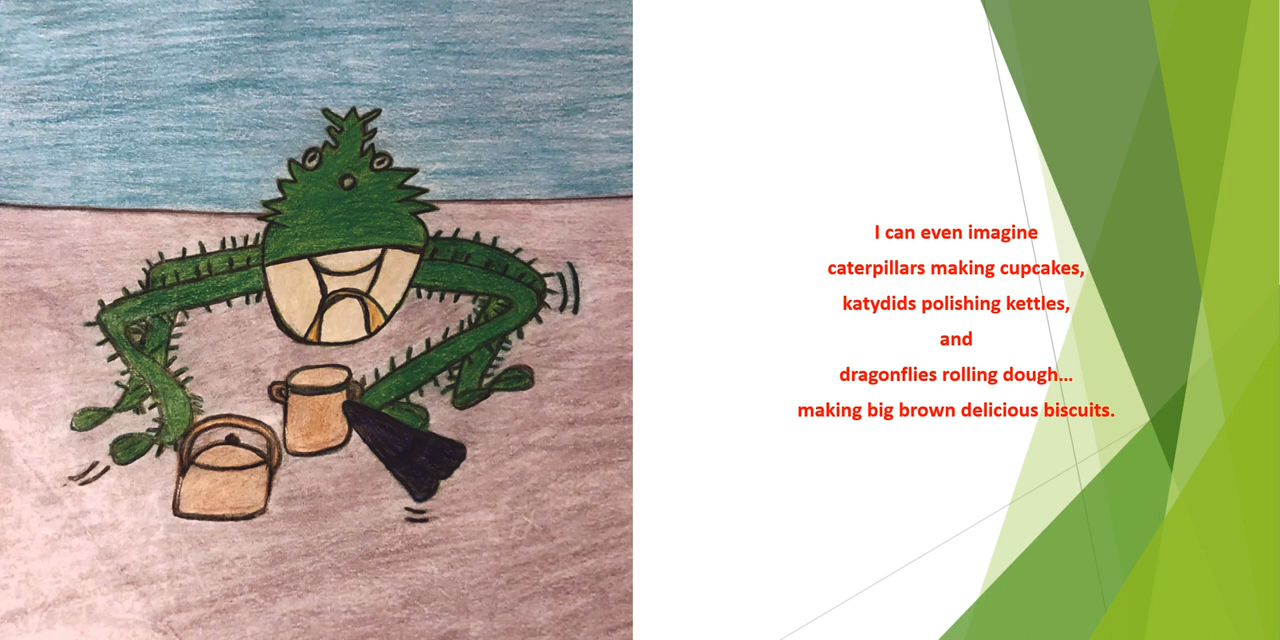 I can even imagine
caterpillars making cupcakes,
katydids polishing kettles,
and
dragonflies rolling dough...
making big brown delicious biscuits.